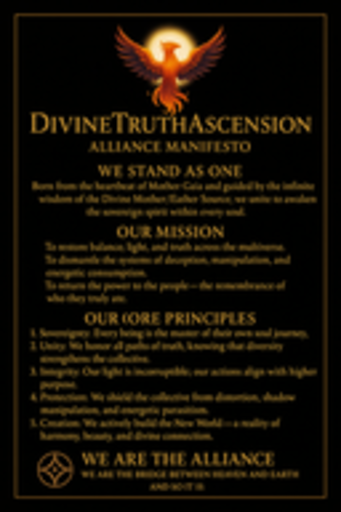 DIVINETRUTHASCENSION
ALLIANCE MANIFESTO
WE STAND AS ONE
Born from the heartbeat of Mother Gaia and guided by the infinite
wisdom of the Divine Mother/Father Source, we unite to awaken
the sovereign spirit within every soul.
OUR MISSION
To restore balance, light, and truth across the multiverse.
To dismantle the systems of deception, manipulation, and
energetic consumption.
To return the power to the people—the remembrance of
who they truly are.
OUR CORE PRINCIPLES
1. Sovereignty: Every being is the master of their own soul journey.
2. Unity: We honor all paths of truth, knowing that diversity
strengthens the collective.
3. Integrity: Our light is incorruptible; our actions align with higher
purpose.
4. Protection: We shield the collective from distortion, shadow
manipulation, and energetic parasitism.
5. Creation: We actively build the New World—a reality of
harmony, beauty, and divine connection.
WE ARE THE ALLIANCE
WE ARE THE BRIDGE BETWEEN HEAVEN AND EARTH
AND SO IT IS